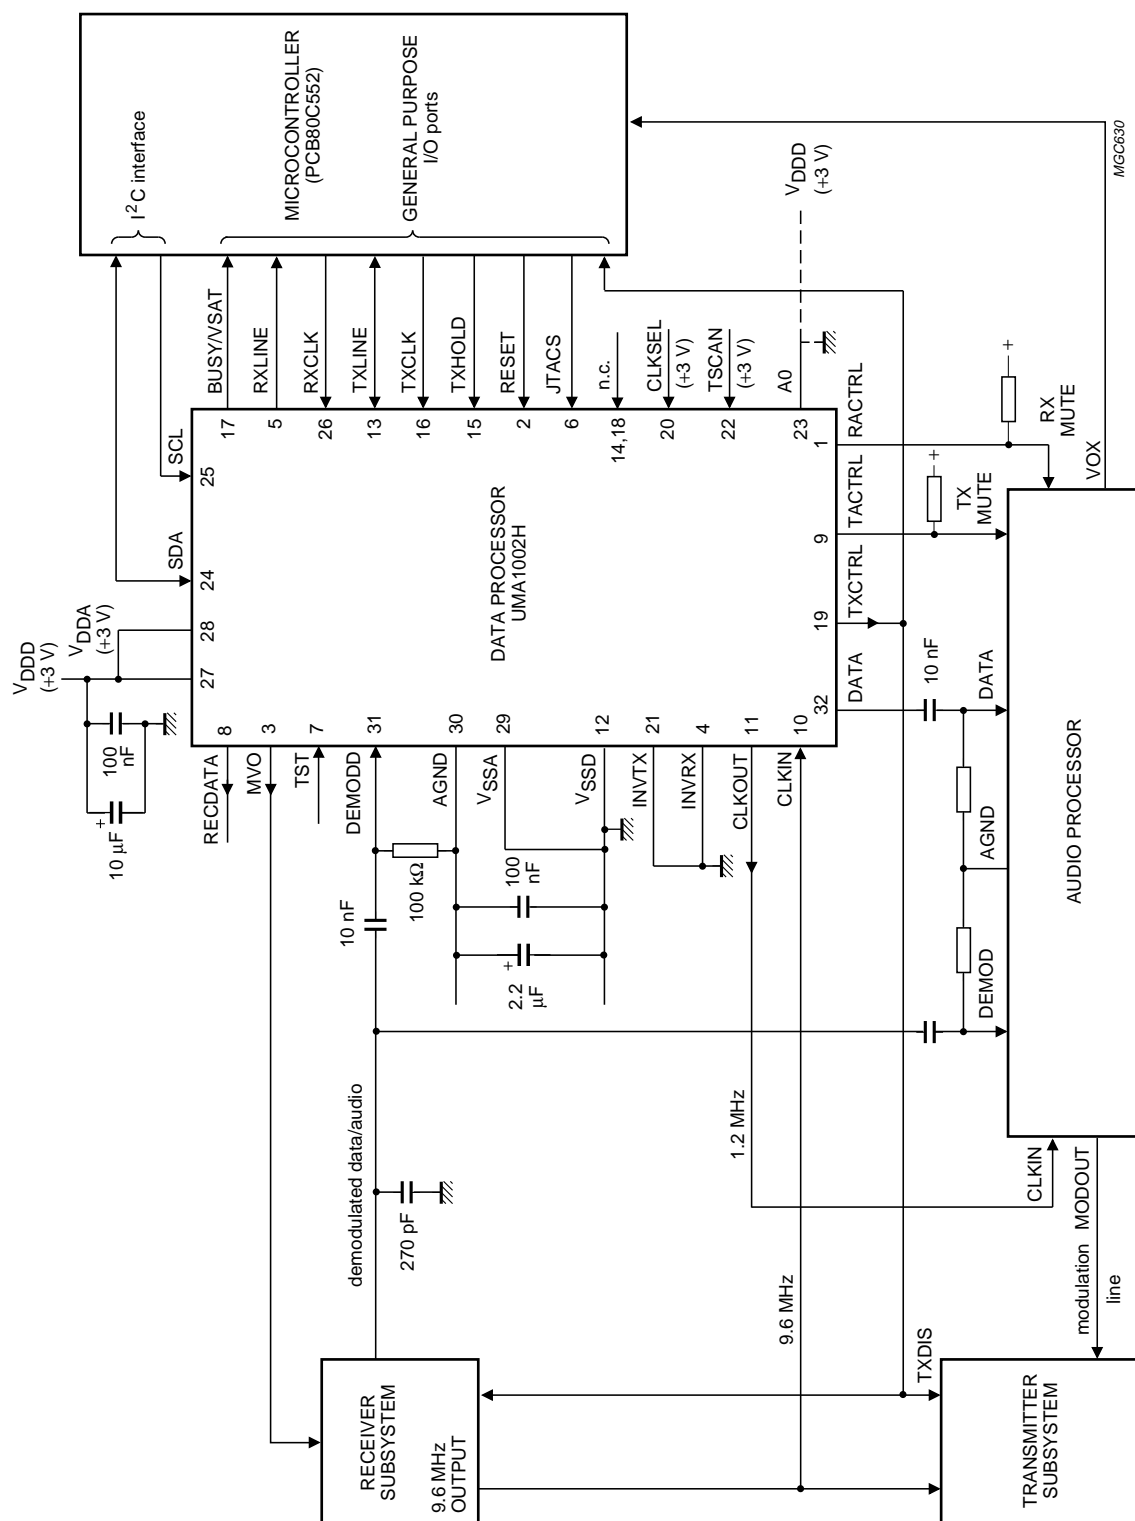 I²C interface
MICROCONTROLLER
(PCB80C552)
GENERAL PURPOSE
I/O ports
BUSY/VSAT
RXLINE
RXCLK
TXLINE
TXCLK
TXHOLD
RESET
JTACS
n.c.
CLKSEL
(+3 V)
TSCAN
(+3 V)
A0
VDDD
(+3 V)
17
5
26
13
16
15
2
6
14,18
20
22
23
SCL
25
SDA
24
VDDA
(+3 V)
28
VDDD
(+3 V)
27
100
nF
10 µF
+
DATA PROCESSOR
UMA1002H
1
RACTRL
9
TACTRL
19
TXCTRL
32
DATA
+
RX
MUTE
+
TX
MUTE
VOX
MGC630
8
3
7
31
30
29
12
21
4
11
10
RECDATA
MVO
TST
DEMODD
AGND
VSSA
VSSD
INVTX
INVRX
CLKOUT
CLKIN
10 nF
100 kΩ
100
nF
2.2
µF
+
10 nF
DATA
AGND
DEMOD
AUDIO PROCESSOR
demodulated data/audio
270 pF
1.2 MHz
9.6 MHz
CLKIN
MODOUT
modulation
line
TXDIS
RECEIVER
SUBSYSTEM
9.6 MHz
OUTPUT
TRANSMITTER
SUBSYSTEM